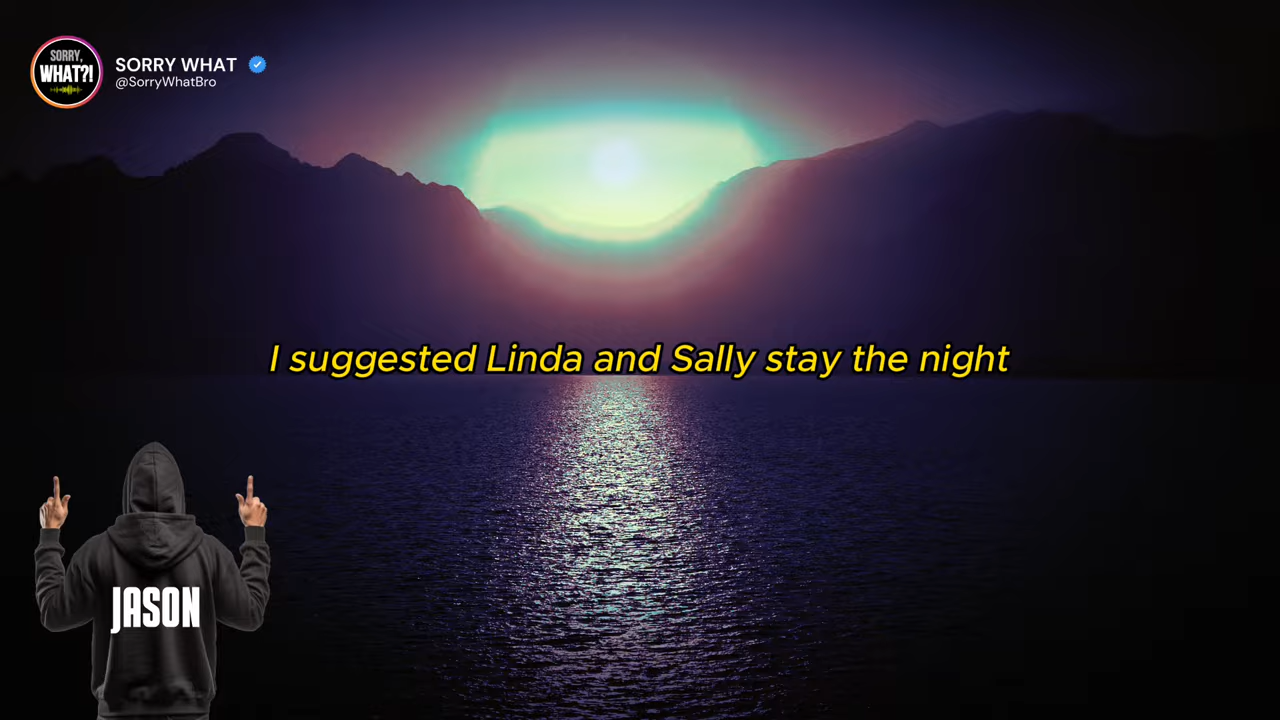 SORRY,
WHAT?!
SORRY WHAT
@SorryWhatBro
I suggested Linda and Sally stay the night
JASON